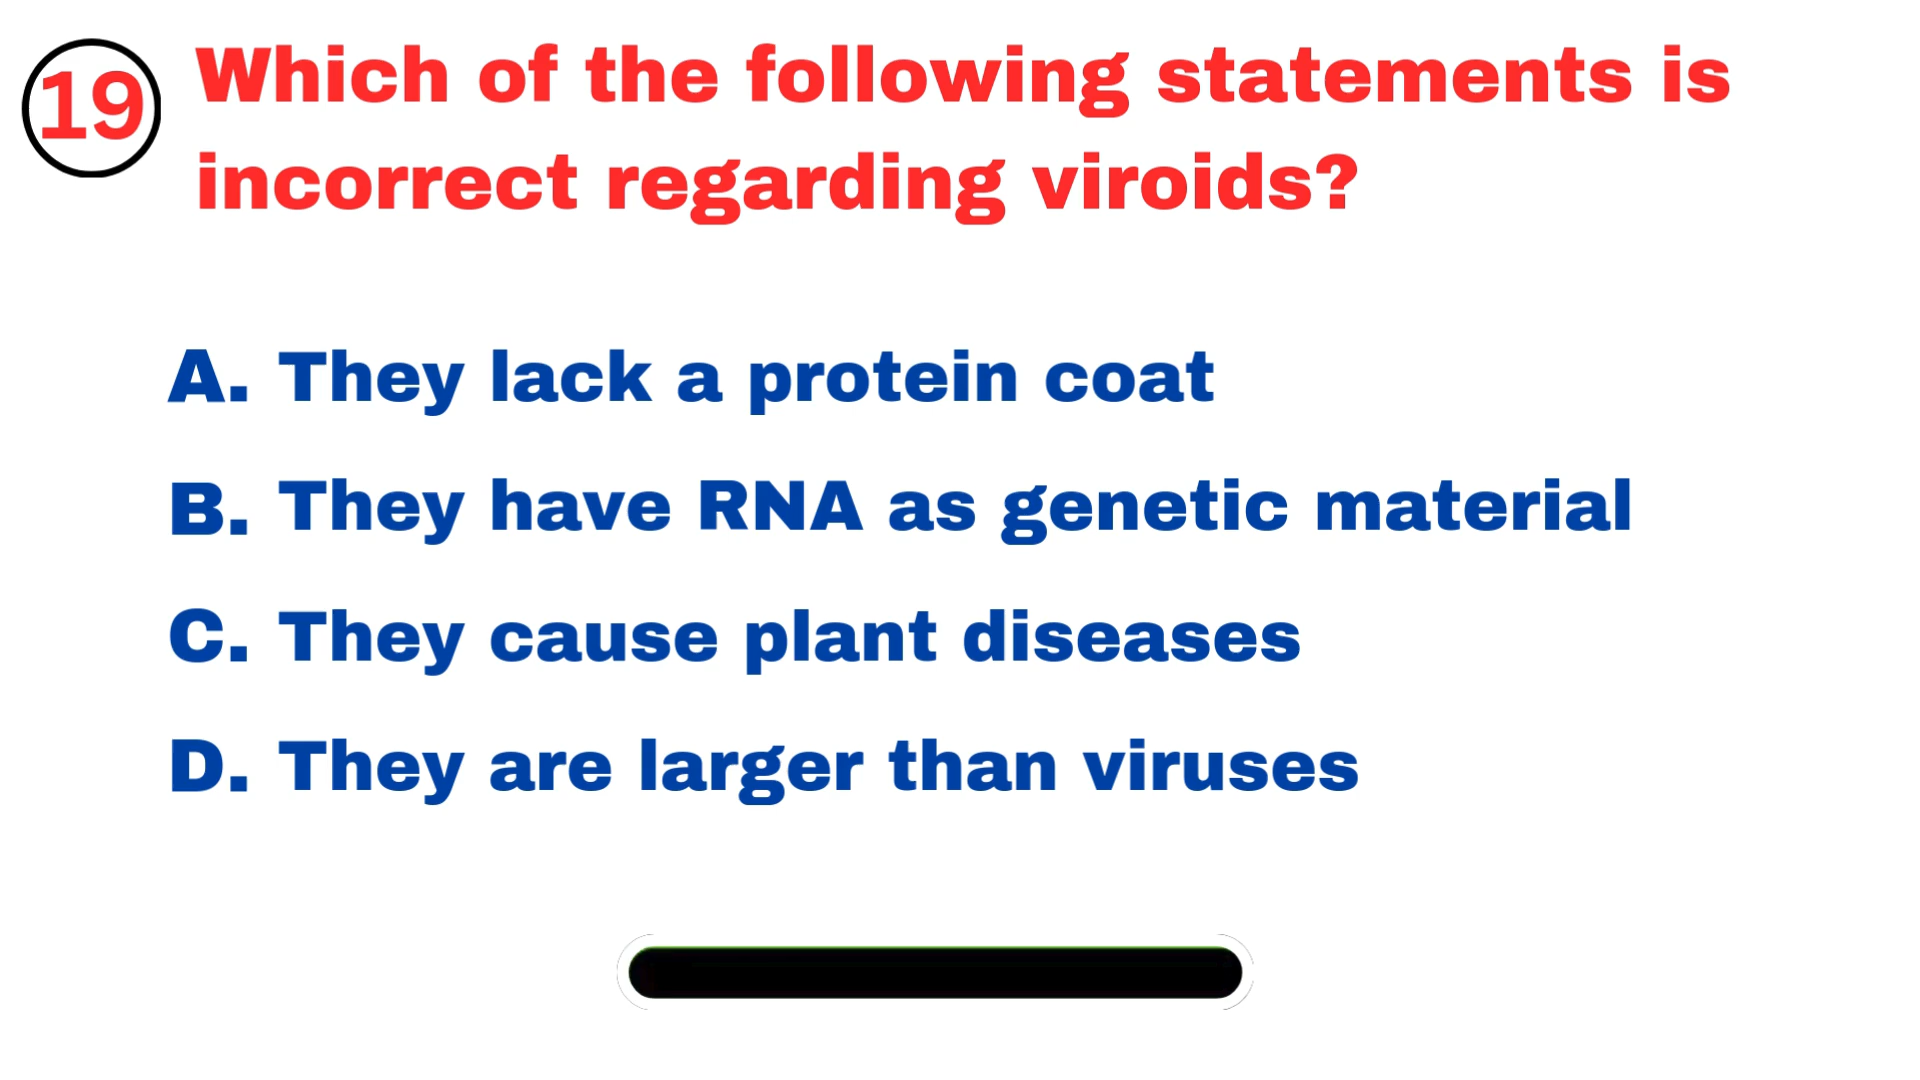 19 Which of the following statements is
incorrect regarding viroids?
A. They lack a protein coat
B. They have RNA as genetic material
C. They cause plant diseases
D. They are larger than viruses